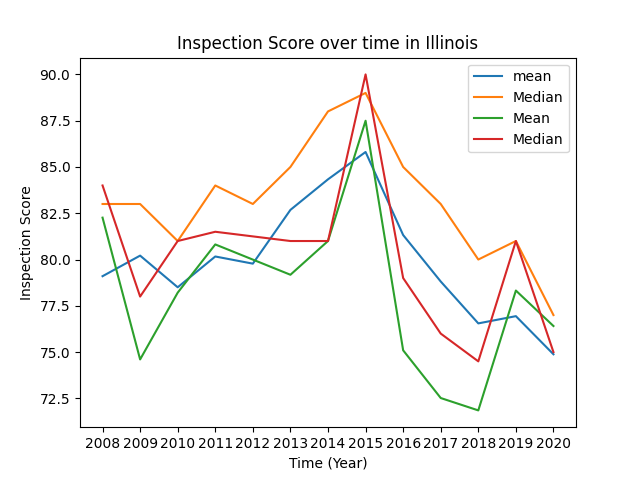 Inspection Score over time in Illinois
mean
Median
Mean
Median
90.0
87.5
85.0
82.5
80.0
77.5
75.0
72.5
Inspection Score
2008 2009 2010 2011 2012 2013 2014 2015 2016 2017 2018 2019 2020
Time (Year)